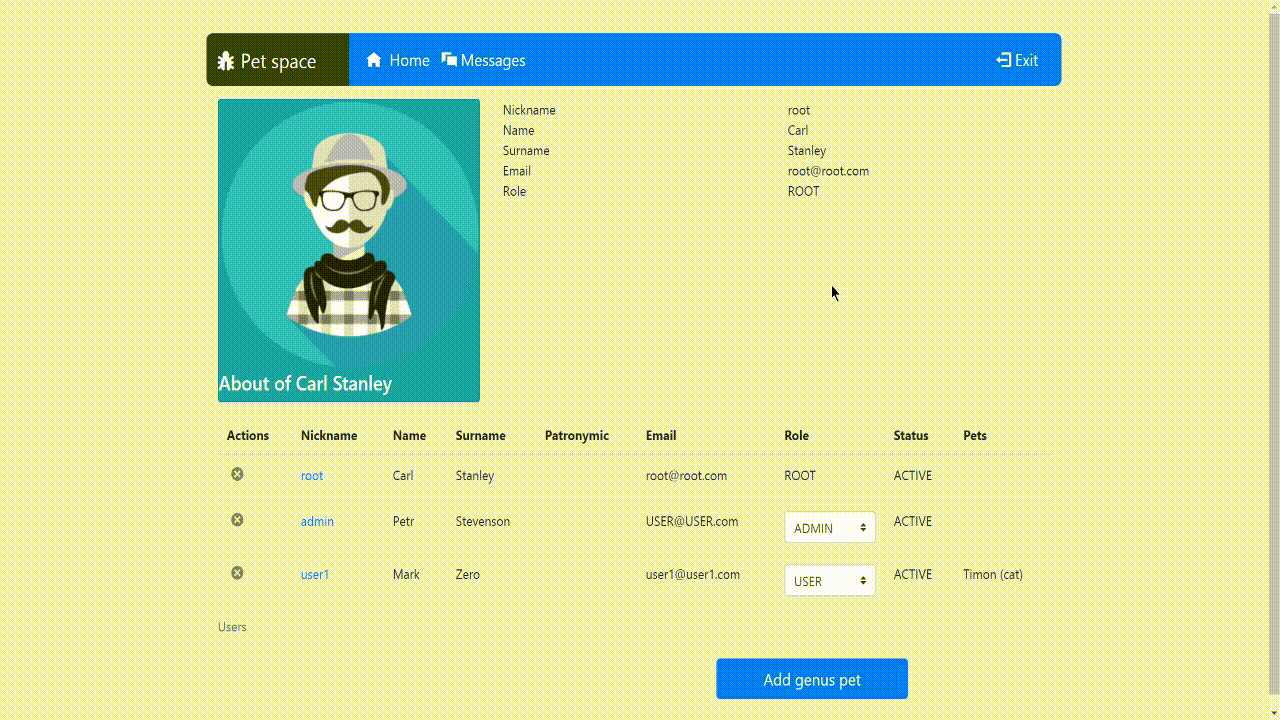 Pet space Home Messages Exit
Nickname root
Name Carl
Surname Stanley
Email root@root.com
Role ROOT
About of Carl Stanley
Actions Nickname Name Surname Patronymic Email Role Status Pets
root Carl Stanley root@root.com ROOT ACTIVE
admin Petr Stevenson USER@USER.com ADMIN ACTIVE
user1 Mark Zero user1@user1.com USER ACTIVE Timon (cat)
Users
Add genus pet